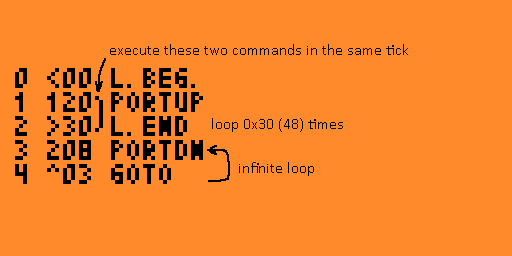 execute these two commands in the same tick
0 <00 L. BEG.
1 120 PORTUP
2 >30 L. END loop 0x30 (48) times
3 208 PORTDN
4 ^03 GOTO infinite loop